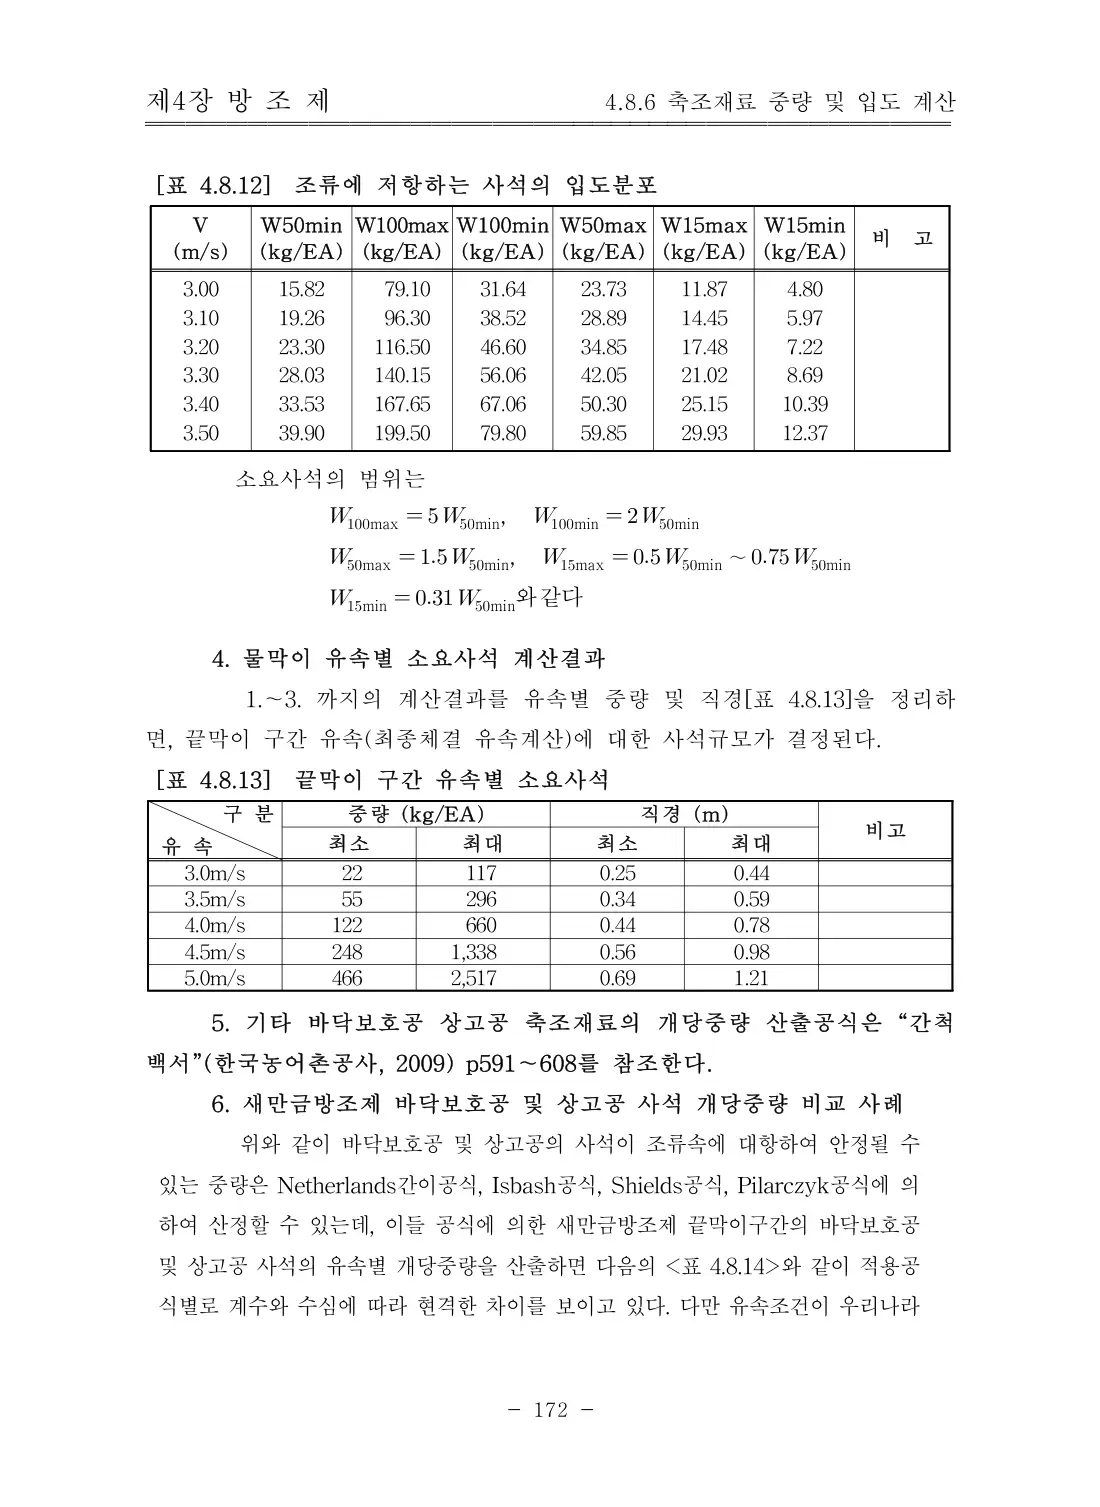 제4장 방 조 제 4.8.6 축조재료 중량 및 입도 계산
[표 4.8.12] 조류에 저항하는 사석의 입도분포
V (m/s) W50min (kg/EA) W100max (kg/EA) W100min (kg/EA) W50max (kg/EA) W15max (kg/EA) W15min (kg/EA) 비 고
3.00 15.82 79.10 31.64 23.73 11.87 4.80
3.10 19.26 96.30 38.52 28.89 14.45 5.97
3.20 23.30 116.50 46.60 34.85 17.48 7.22
3.30 28.03 140.15 56.06 42.05 21.02 8.69
3.40 33.53 167.65 67.06 50.30 25.15 10.39
3.50 39.90 199.50 79.80 59.85 29.93 12.37
소요사석의 범위는
W100max = 5 W50min, W100min = 2 W50min
W50max = 1.5 W50min, W15max = 0.5 W50min ~ 0.75 W50min
W15min = 0.31 W50min와 같다
4. 물막이 유속별 소요사석 계산결과
1.~3. 까지의 계산결과를 유속별 중량 및 직경[표 4.8.13]을 정리하
면, 끝막이 구간 유속(최종체결 유속계산)에 대한 사석규모가 결정된다.
[표 4.8.13] 끝막이 구간 유속별 소요사석
구 분 중량 (kg/EA) 직경 (m) 비고
유 속 최소 최대 최소 최대
3.0m/s 22 117 0.25 0.44
3.5m/s 55 296 0.34 0.59
4.0m/s 122 660 0.44 0.78
4.5m/s 248 1,338 0.56 0.98
5.0m/s 466 2,517 0.69 1.21
5. 기타 바닥보호공 상고공 축조재료의 개당중량 산출공식은 “간척
백서”(한국농어촌공사, 2009) p591~608를 참조한다.
6. 새만금방조제 바닥보호공 및 상고공 사석 개당중량 비교 사례
위와 같이 바닥보호공 및 상고공의 사석이 조류속에 대항하여 안정될 수
있는 중량은 Netherlands간이공식, Isbash공식, Shields공식, Pilarczyk공식에 의
하여 산정할 수 있는데, 이들 공식에 의한 새만금방조제 끝막이구간의 바닥보호공
및 상고공 사석의 유속별 개당중량을 산출하면 다음의 <표 4.8.14>와 같이 적용공
식별로 계수와 수심에 따라 현격한 차이를 보이고 있다. 다만 유속조건이 우리나라
- 172 -